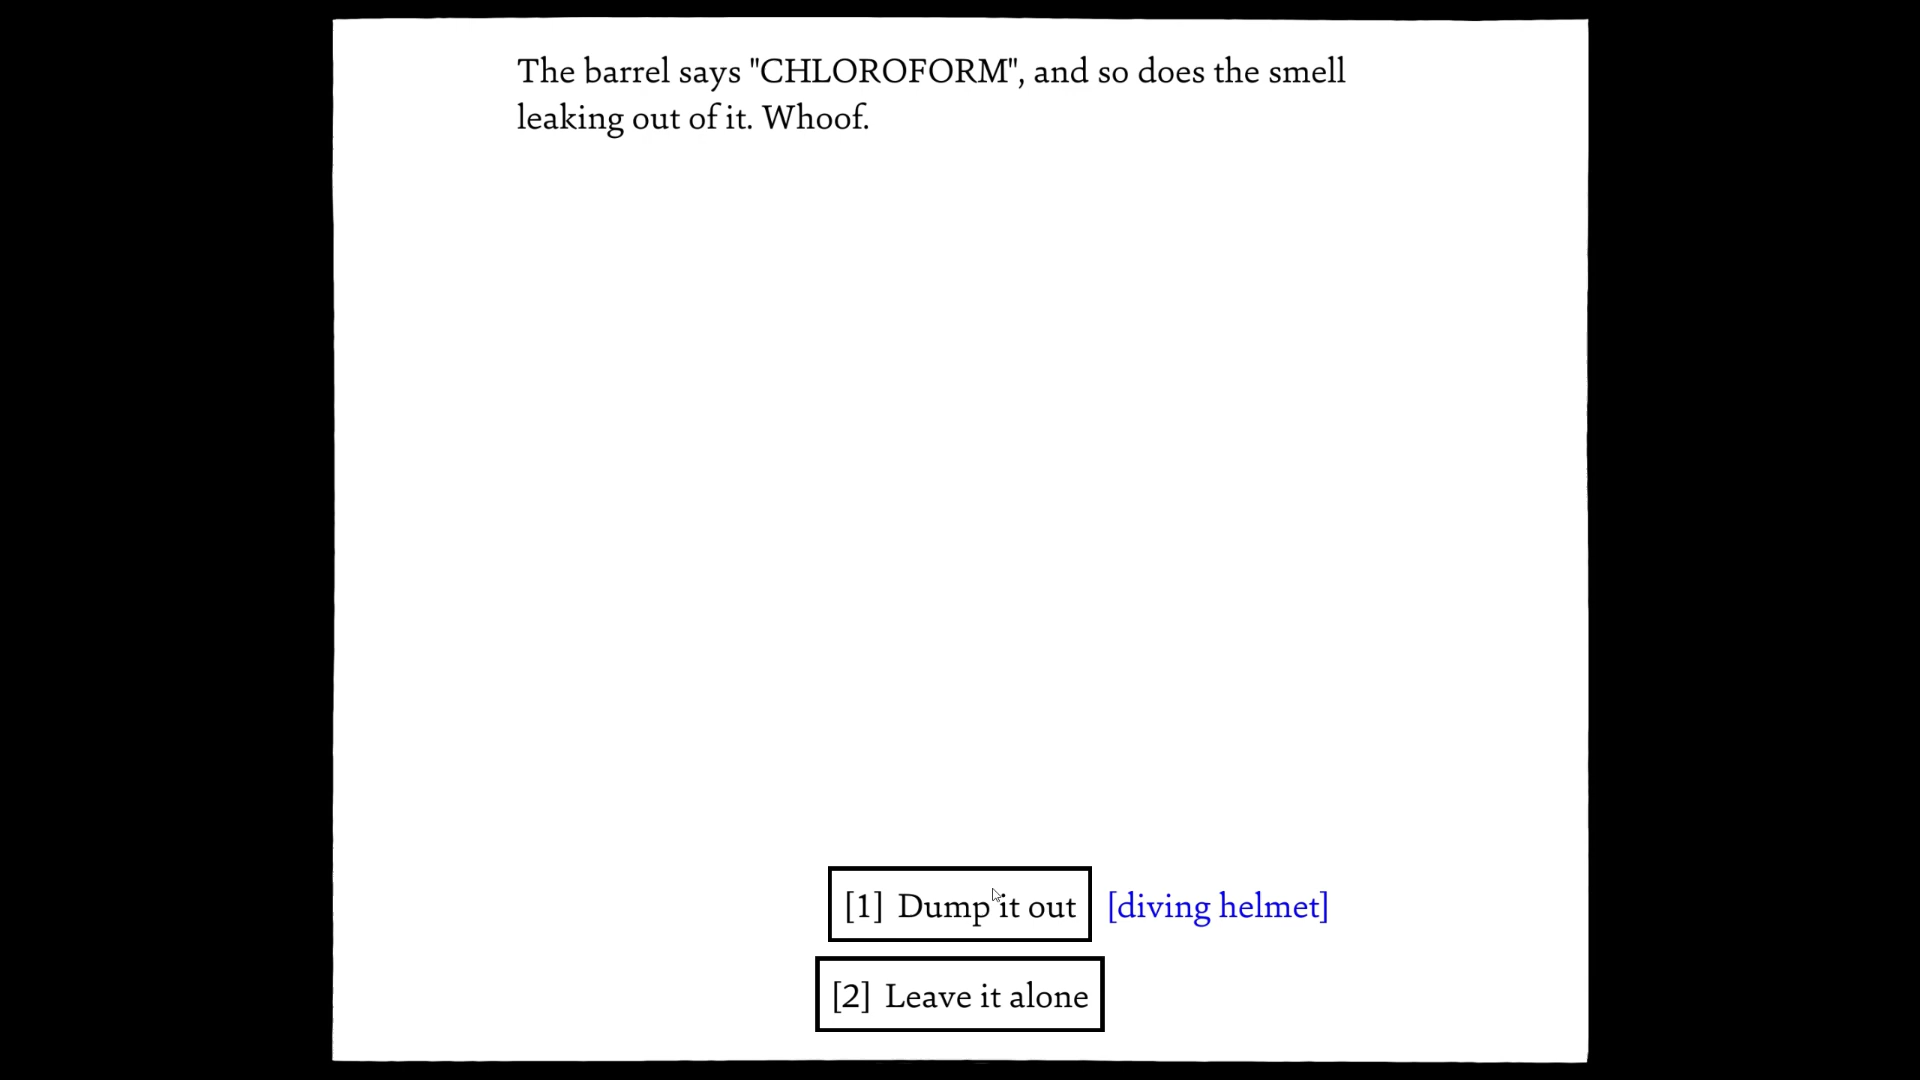 The barrel says "CHLOROFORM", and so does the smell
leaking out of it. Whoof.
[1] Dump it out [diving helmet]
[2] Leave it alone